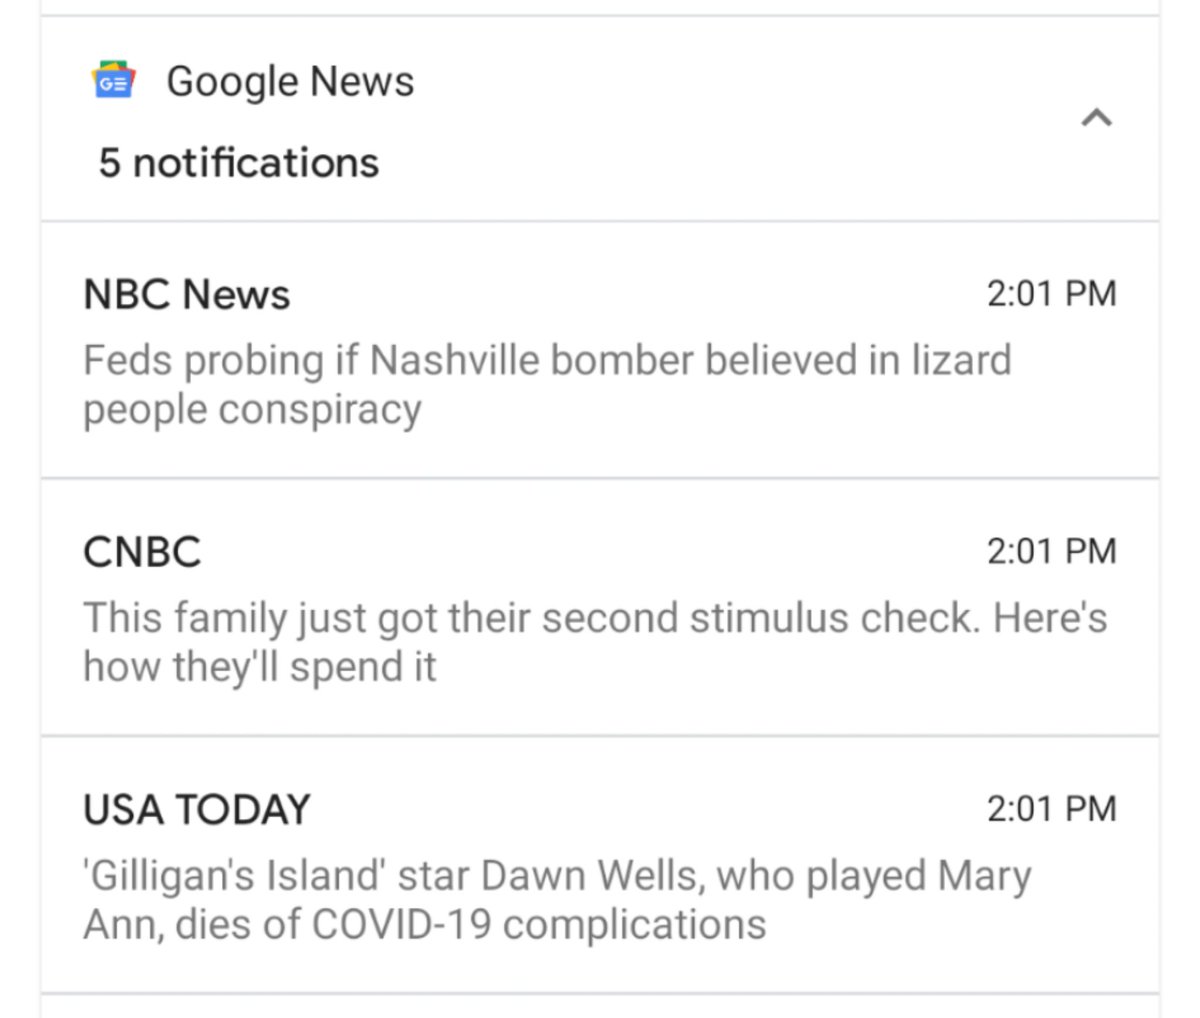 GE
Google News
5 notifications
NBC News
2:01 PM
Feds probing if Nashville bomber believed in lizard
people conspiracy
CNBC
2:01 PM
This family just got their second stimulus check. Here's
how they'll spend it
USA TODAY
2:01 PM
'Gilligan's Island' star Dawn Wells, who played Mary
Ann, dies of COVID-19 complications